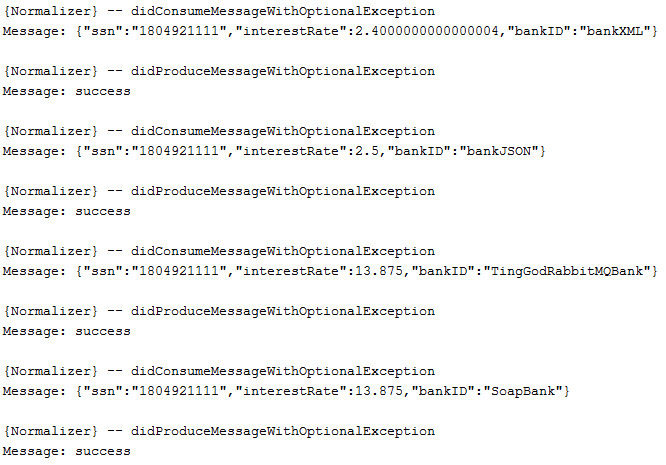 {Normalizer} -- didConsumeMessageWithOptionalException
Message: {"ssn":"1804921111","interestRate":2.4000000000000004,"bankID":"bankXML"}
{Normalizer} -- didProduceMessageWithOptionalException
Message: success
{Normalizer} -- didConsumeMessageWithOptionalException
Message: {"ssn":"1804921111","interestRate":2.5,"bankID":"bankJSON"}
{Normalizer} -- didProduceMessageWithOptionalException
Message: success
{Normalizer} -- didConsumeMessageWithOptionalException
Message: {"ssn":"1804921111","interestRate":13.875,"bankID":"TingGodRabbitMQBank"}
{Normalizer} -- didProduceMessageWithOptionalException
Message: success
{Normalizer} -- didConsumeMessageWithOptionalException
Message: {"ssn":"1804921111","interestRate":13.875,"bankID":"SoapBank"}
{Normalizer} -- didProduceMessageWithOptionalException
Message: success